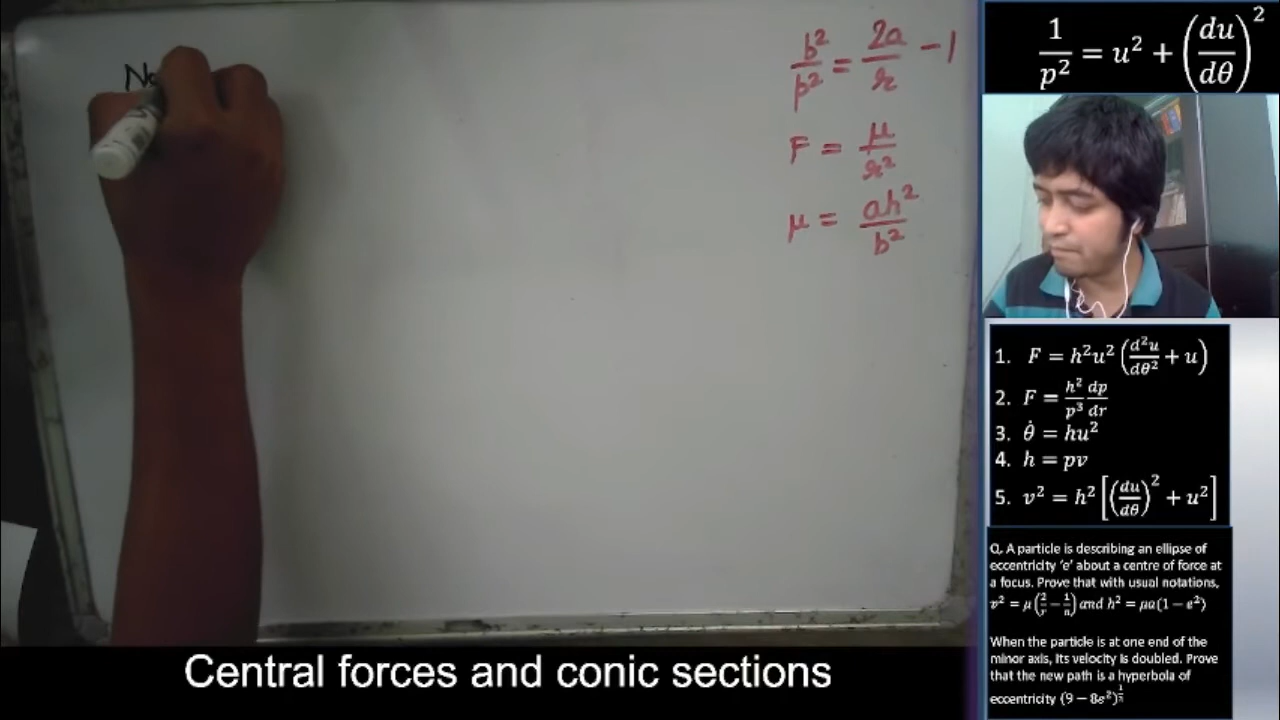 No
b²/p² = 2a/r - 1
F = μ/r²
μ = ah²/b²
1/p² = u² + (du/dθ)²
1. F = h²u² (d²u/dθ² + u)
2. F = h²/p³ dp/dr
3. θ̇ = hu²
4. h = pv
5. v² = h² [(du/dθ)² + u²]
Q. A particle is describing an ellipse of
eccentricity 'e' about a centre of force at
a focus. Prove that with usual notations,
v² = μ(2/r − 1/a) and h² = μa(1 − e²)
When the particle is at one end of the
minor axis, its velocity is doubled. Prove
that the new path is a hyperbola of
eccentricity (9 − 8e²)^½
Central forces and conic sections